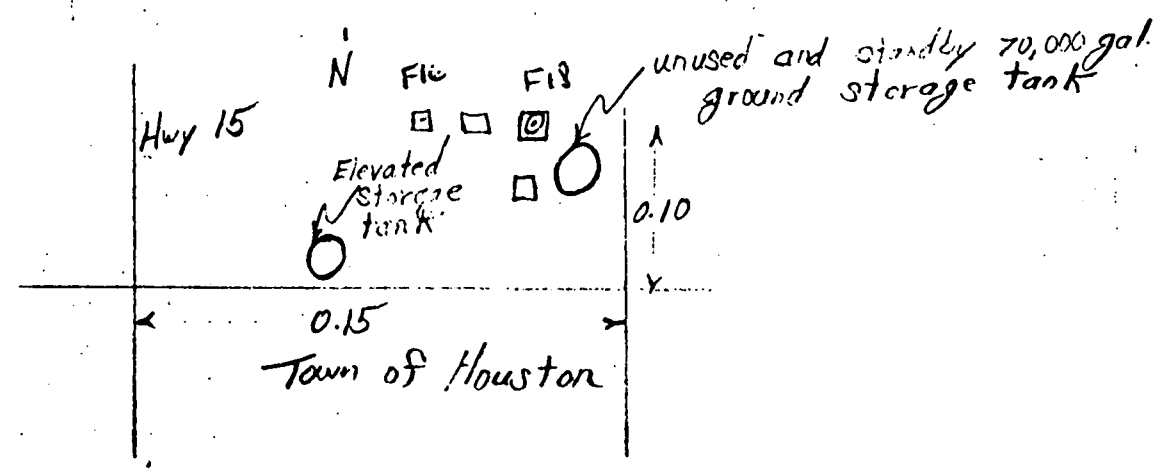 N
F18
unused and standby 70,000 gal.
ground storage tank
Hwy 15
Elevated
Storage
tank
0.10
0.15
Town of Houston